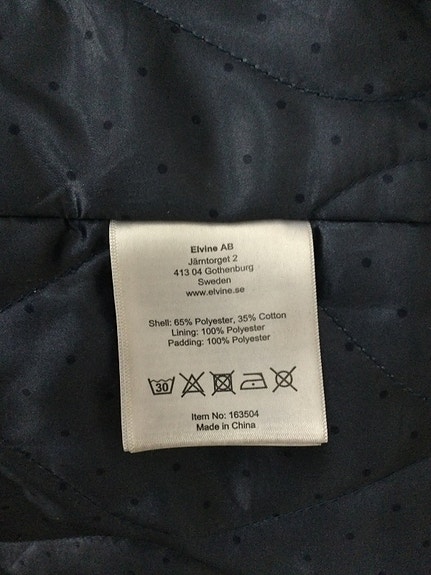 Elvine AB
Järntorget 2
413 04 Gothenburg
Sweden
www.elvine.se
Shell: 65% Polyester, 35% Cotton
Lining: 100% Polyester
Padding: 100% Polyester
30
Item No: 163504
Made in China